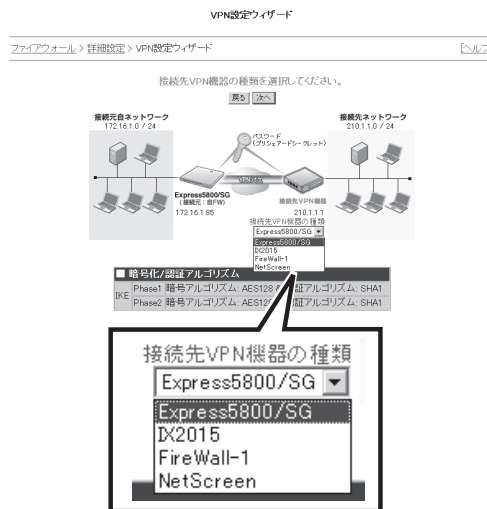 VPN設定ウィザード
ファイアウォール > 詳細設定 > VPN設定ウィザード
[ヘルプ
接続先VPN機器の種類を選択してください。
戻る 次へ
接続元自ネットワーク
172.16.1.0 / 24
接続先ネットワーク
210.1.1.0 / 24
パスワード
(プリシェアードシークレット)
VPNパス
Express5800/SG
(接続元:自FW)
172.16.1.85
接続先VPN機器
210.1.1.1
接続先VPN機器の種類
Express5800/SG
Express5800/SG
IX2015
FireWall-1
NetScreen
■ 暗号化/認証アルゴリズム
IKE
Phase1 暗号アルゴリズム: AES128 & 証アルゴリズム: SHA1
Phase2 暗号アルゴリズム: AES12 証アルゴリズム: SHA1
接続先VPN機器の種類
Express5800/SG
Express5800/SG
IX2015
FireWall-1
NetScreen